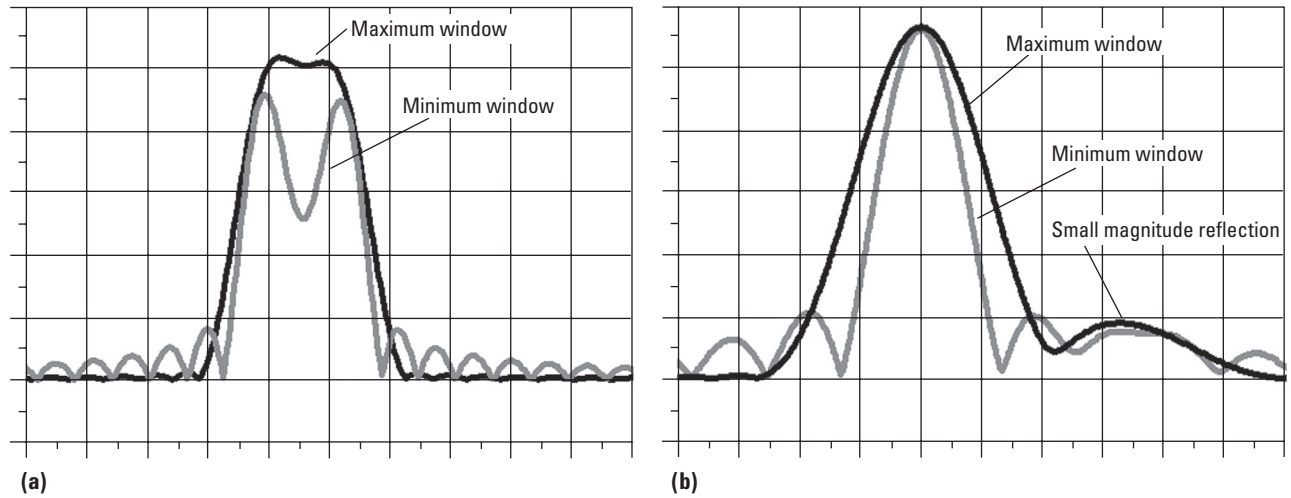 Maximum window
Minimum window
(a)
Maximum window
Minimum window
Small magnitude reflection
(b)